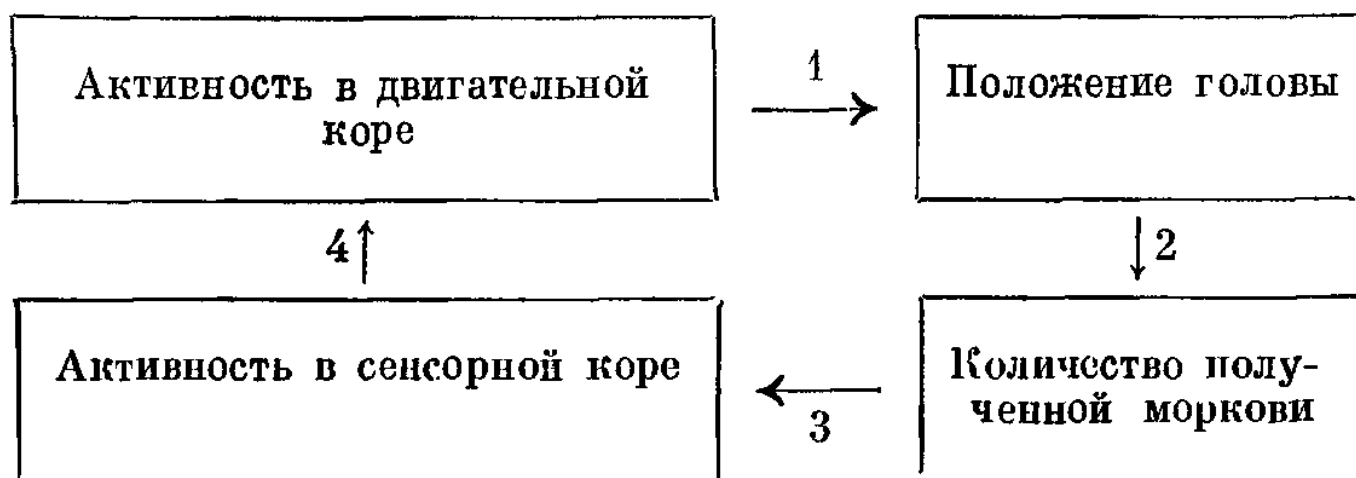 Активность в двигательной
коре
1
Положение головы
4
2
Активность в сенсорной коре
3
Количество полу-
ченной моркови